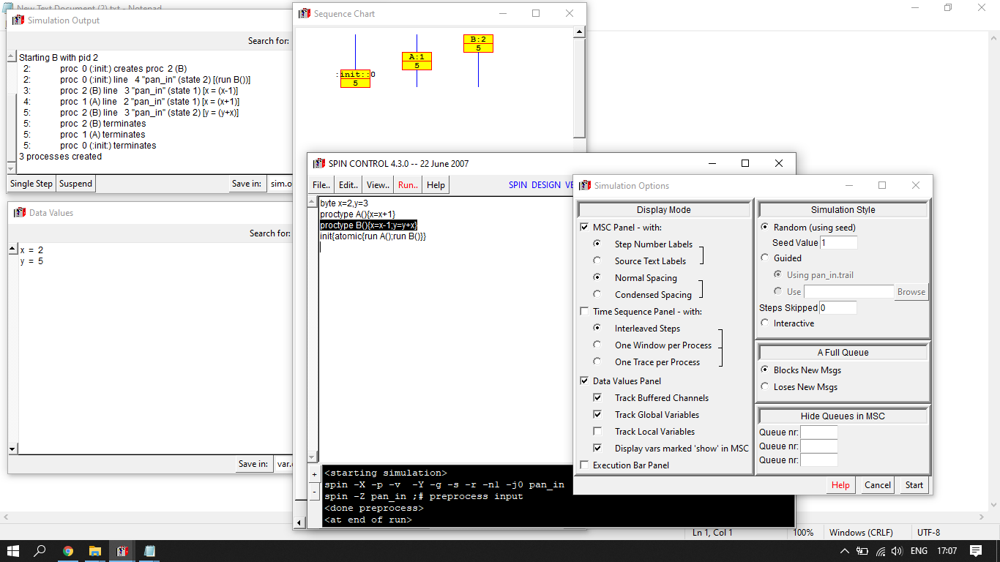 New Text Document (2).txt - Notepad
Simulation Output
Search for:
Starting B with pid 2
2: proc 0 (:init:) creates proc 2 (B)
2: proc 0 (:init:) line 4 "pan_in" (state 2) [(run B())]
3: proc 2 (B) line 3 "pan_in" (state 1) [x = (x-1)]
4: proc 1 (A) line 2 "pan_in" (state 1) [x = (x+1)]
5: proc 2 (B) line 3 "pan_in" (state 2) [y = (y+x)]
5: proc 2 (B) terminates
5: proc 1 (A) terminates
5: proc 0 (:init:) terminates
3 processes created
Single Step Suspend Save in: sim.o
Data Values
Search for:
x = 2
y = 5
Save in: var.
Sequence Chart
B:2
5
A:1
5
:init::0
5
SPIN CONTROL 4.3.0 -- 22 June 2007
File.. Edit.. View.. Run.. Help SPIN DESIGN VE
byte x=2,y=3
proctype A(){x=x+1}
proctype B(){x=x-1;y=y+x}
init{atomic{run A();run B()}}
+
-
<starting simulation>
spin -X -p -v -Y -g -s -r -n1 -j0 pan_in
spin -Z pan_in ;# preprocess input
<done preprocess>
<at end of run>
Simulation Options
Display Mode
MSC Panel - with:
Step Number Labels
Source Text Labels
Normal Spacing
Condensed Spacing
Time Sequence Panel - with:
Interleaved Steps
One Window per Process
One Trace per Process
Data Values Panel
Track Buffered Channels
Track Global Variables
Track Local Variables
Display vars marked 'show' in MSC
Execution Bar Panel
Simulation Style
Random (using seed)
Seed Value 1
Guided
Using pan_in.trail
Use Browse
Steps Skipped 0
Interactive
A Full Queue
Blocks New Msgs
Loses New Msgs
Hide Queues in MSC
Queue nr:
Queue nr:
Queue nr:
Help Cancel Start
Ln 1, Col 1 100% Windows (CRLF) UTF-8
ENG 17:07